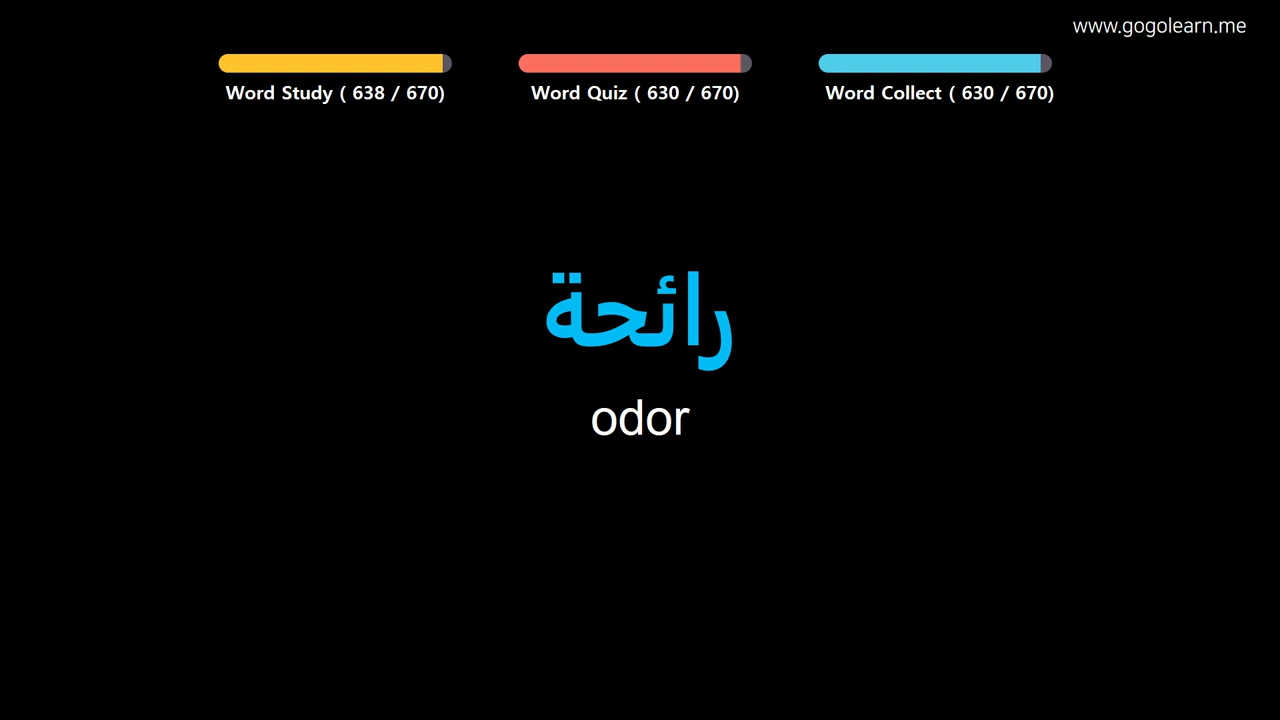 www.gogolearn.me
Word Study ( 638 / 670)
Word Quiz ( 630 / 670)
Word Collect ( 630 / 670)
رائحة
odor